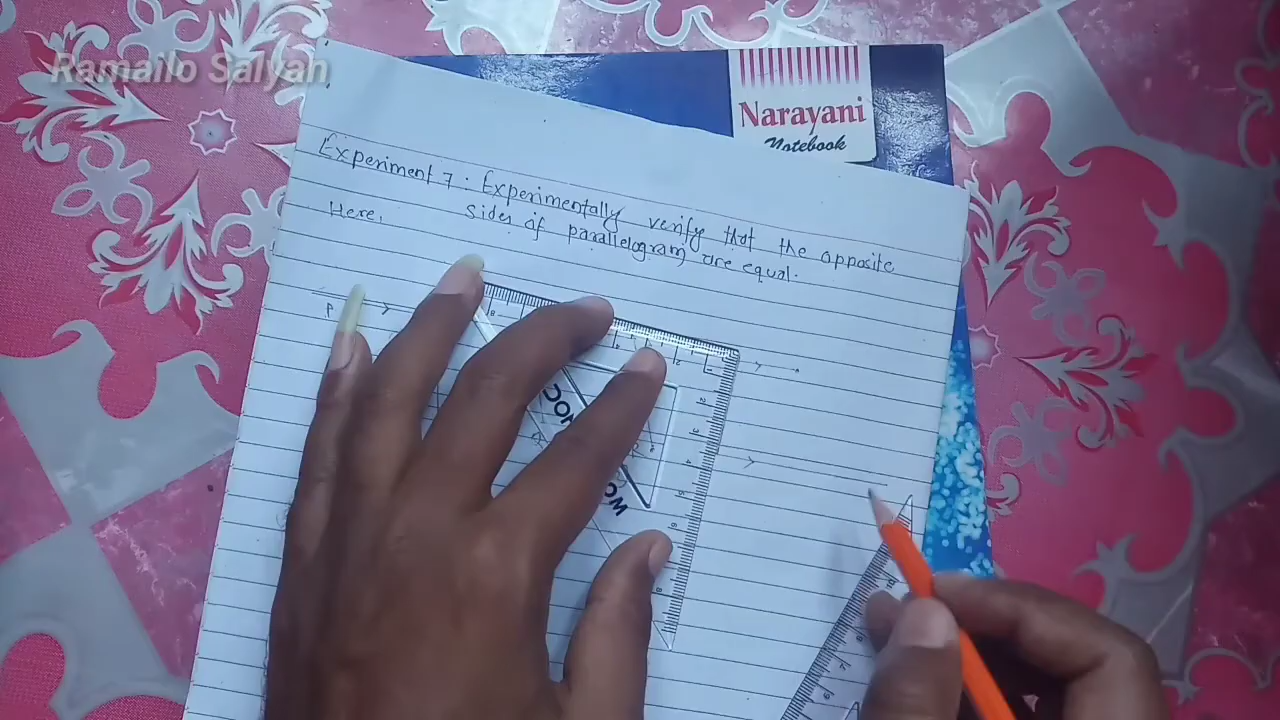 Ramailo Salyan
Narayani
Notebook
Experiment 7: Experimentally verify that the opposite
sides of parallelogram are equal.
Here,
P